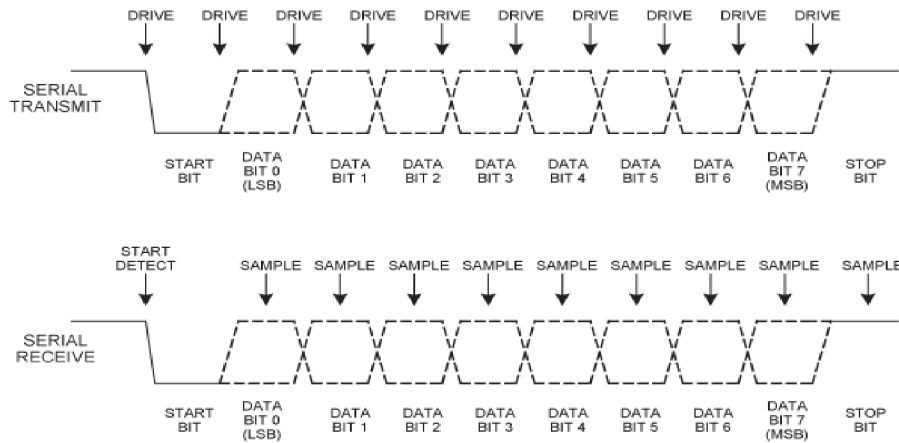 DRIVE DRIVE DRIVE DRIVE DRIVE DRIVE DRIVE DRIVE DRIVE DRIVE
SERIAL
TRANSMIT
START
BIT
DATA
BIT 0
(LSB)
DATA
BIT 1
DATA
BIT 2
DATA
BIT 3
DATA
BIT 4
DATA
BIT 5
DATA
BIT 6
DATA
BIT 7
(MSB)
STOP
BIT
START
DETECT
SAMPLE SAMPLE SAMPLE SAMPLE SAMPLE SAMPLE SAMPLE SAMPLE SAMPLE
SERIAL
RECEIVE
START
BIT
DATA
BIT 0
(LSB)
DATA
BIT 1
DATA
BIT 2
DATA
BIT 3
DATA
BIT 4
DATA
BIT 5
DATA
BIT 6
DATA
BIT 7
(MSB)
STOP
BIT